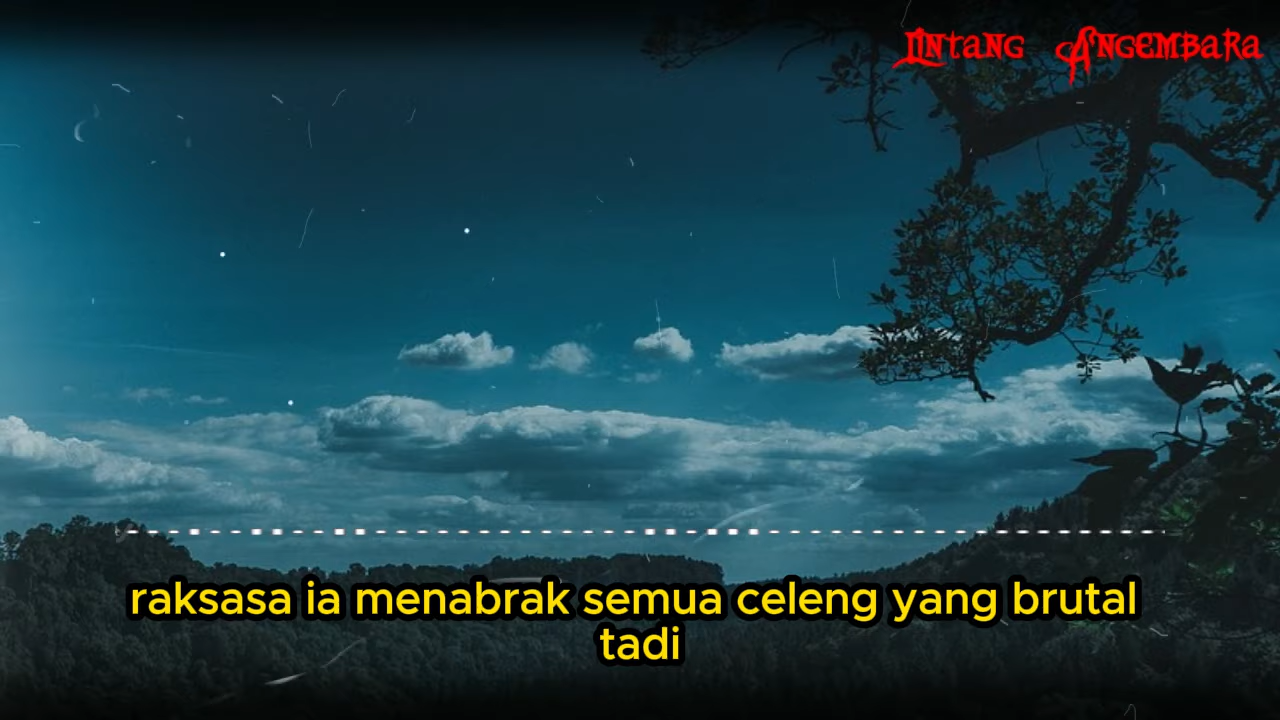 Lintang Angembara
raksasa ia menabrak semua celeng yang brutal
tadi